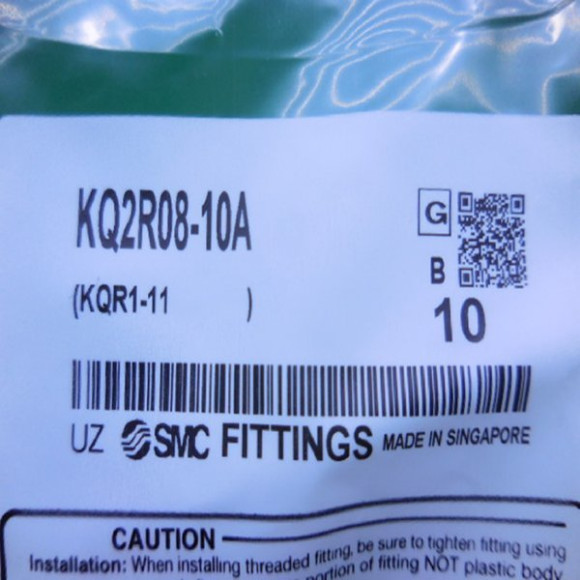 KQ2R08-10A
G
(KQR1-11 )
B
10
UZ SMC FITTINGS MADE IN SINGAPORE
CAUTION
Installation: When installing threaded fitting, be sure to tighten fitting using
portion of fitting NOT plastic body